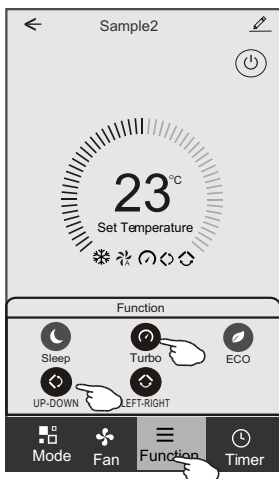 Sample2
23°C
Set Temperature
A
Function
Sleep Turbo ECO
UP-DOWN LEFT-RIGHT
Mode Fan Function Timer